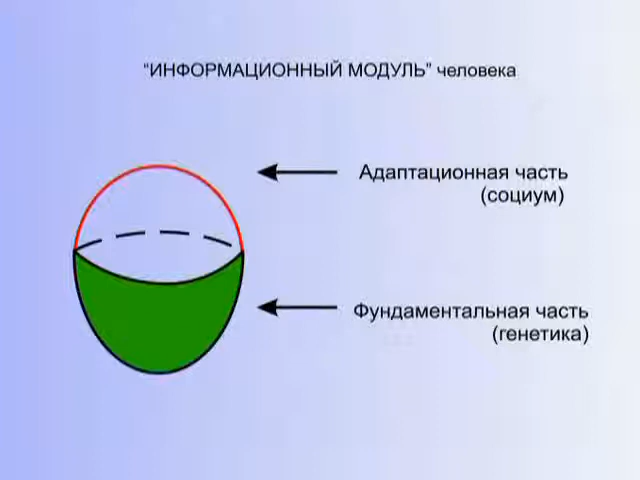 “ИНФОРМАЦИОННЫЙ МОДУЛЬ” человека
Адаптационная часть
(социум)
Фундаментальная часть
(генетика)